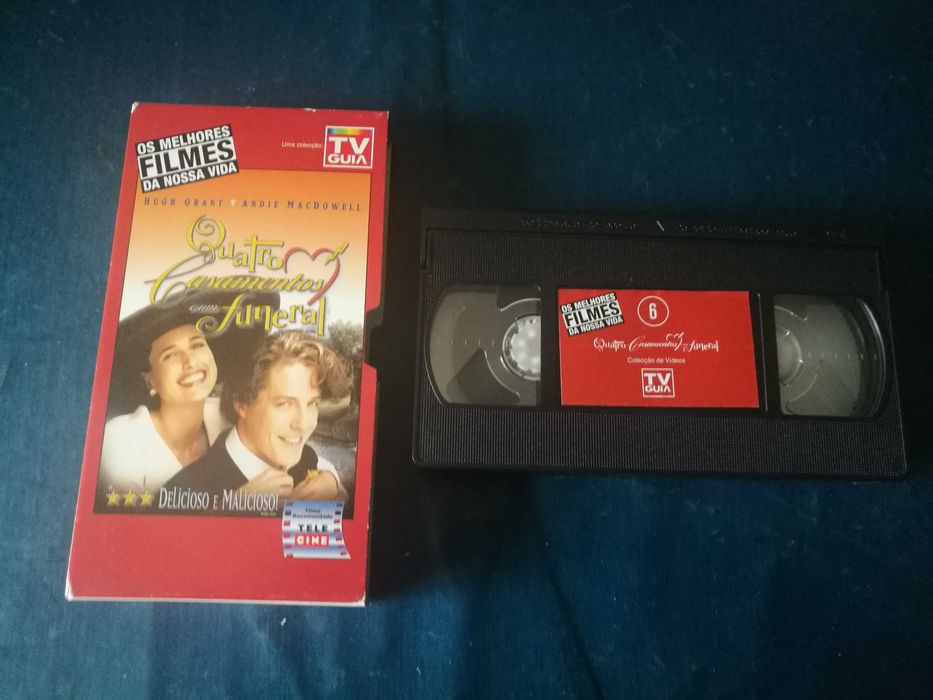 OS MELHORES
FILMES
DA NOSSA VIDA
Uma colecção
TV
GUIA
HUGH GRANT ♥ ANDIE MACDOWELL
Quatro
Casamentos
e um
funeral
"★★★ DELICIOSO E MALICIOSO!"
Filme
Recomendado
TELE
CINE
OS MELHORES
FILMES
DA NOSSA VIDA
6
Quatro Casamentos e um funeral
Colecção de Vídeos
TV
GUIA